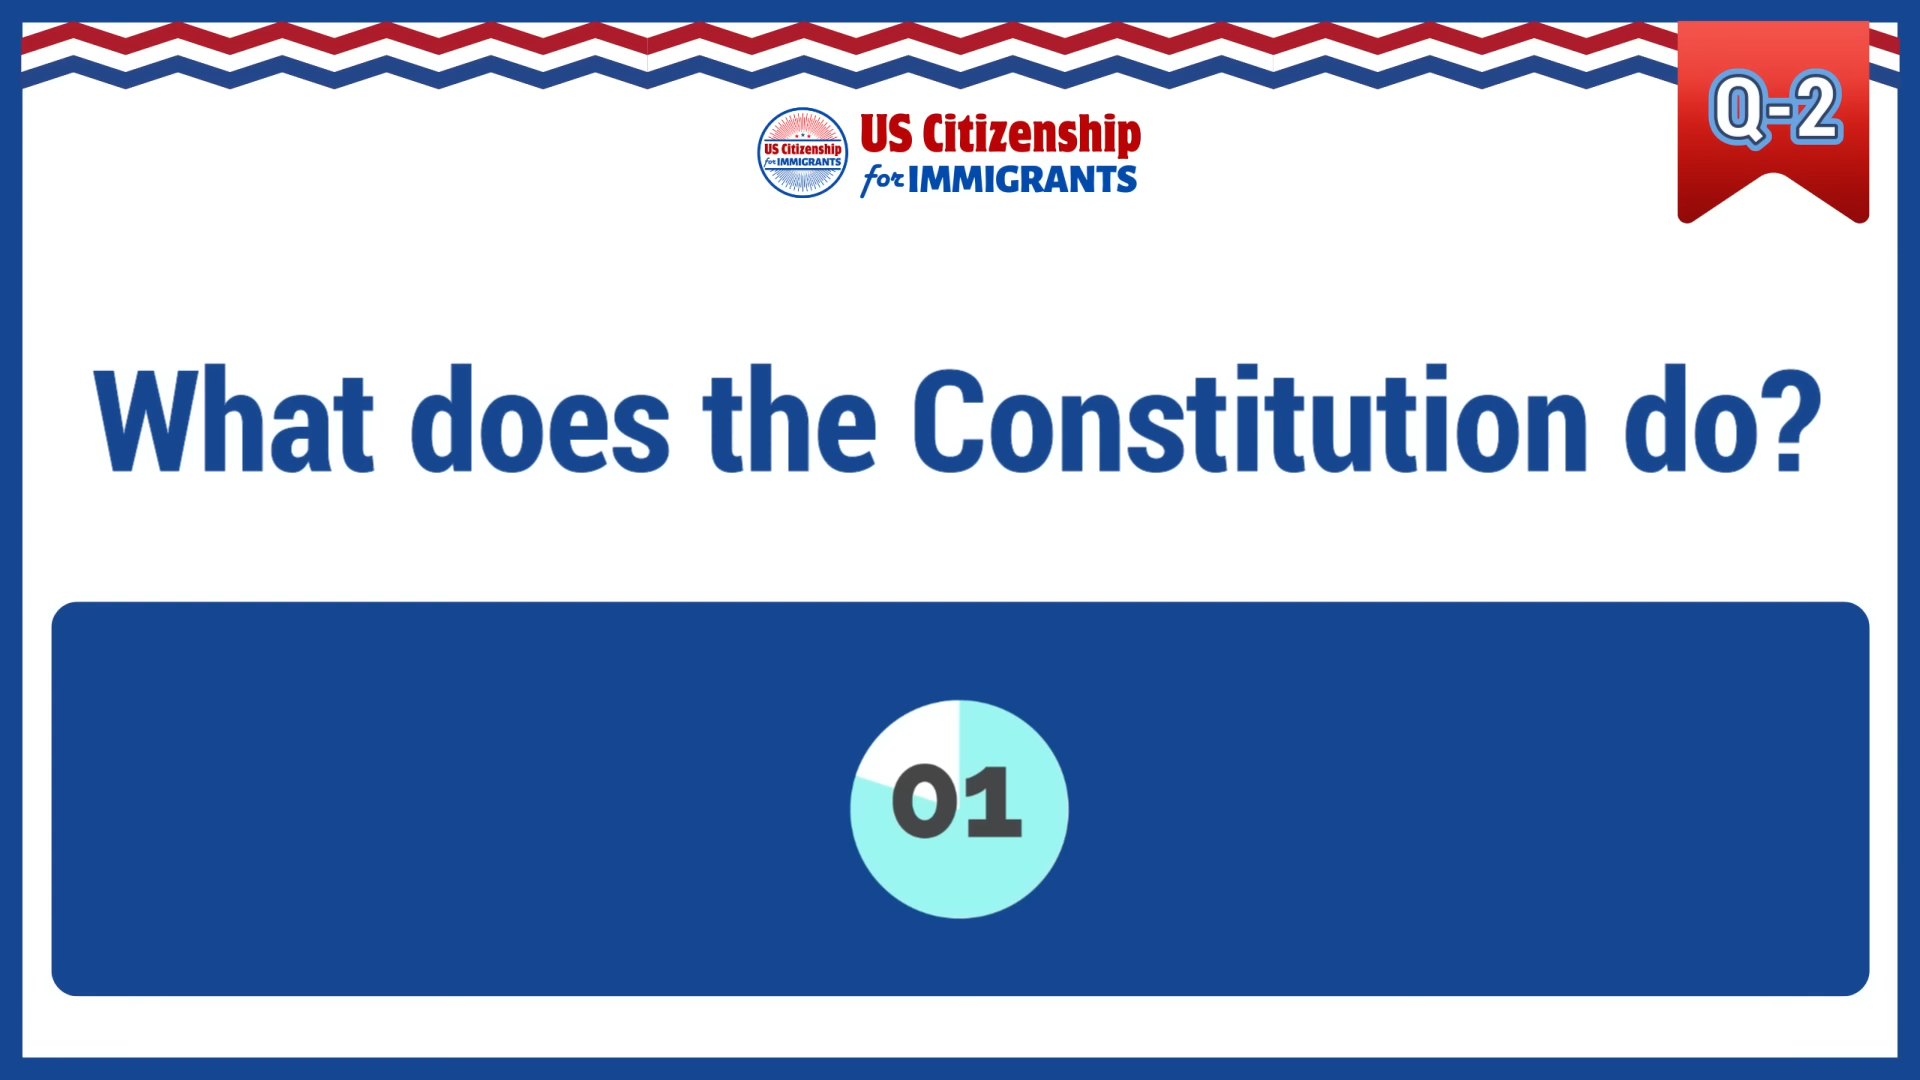 Q-2
US Citizenship
for IMMIGRANTS
US Citizenship
for IMMIGRANTS
What does the Constitution do?
01